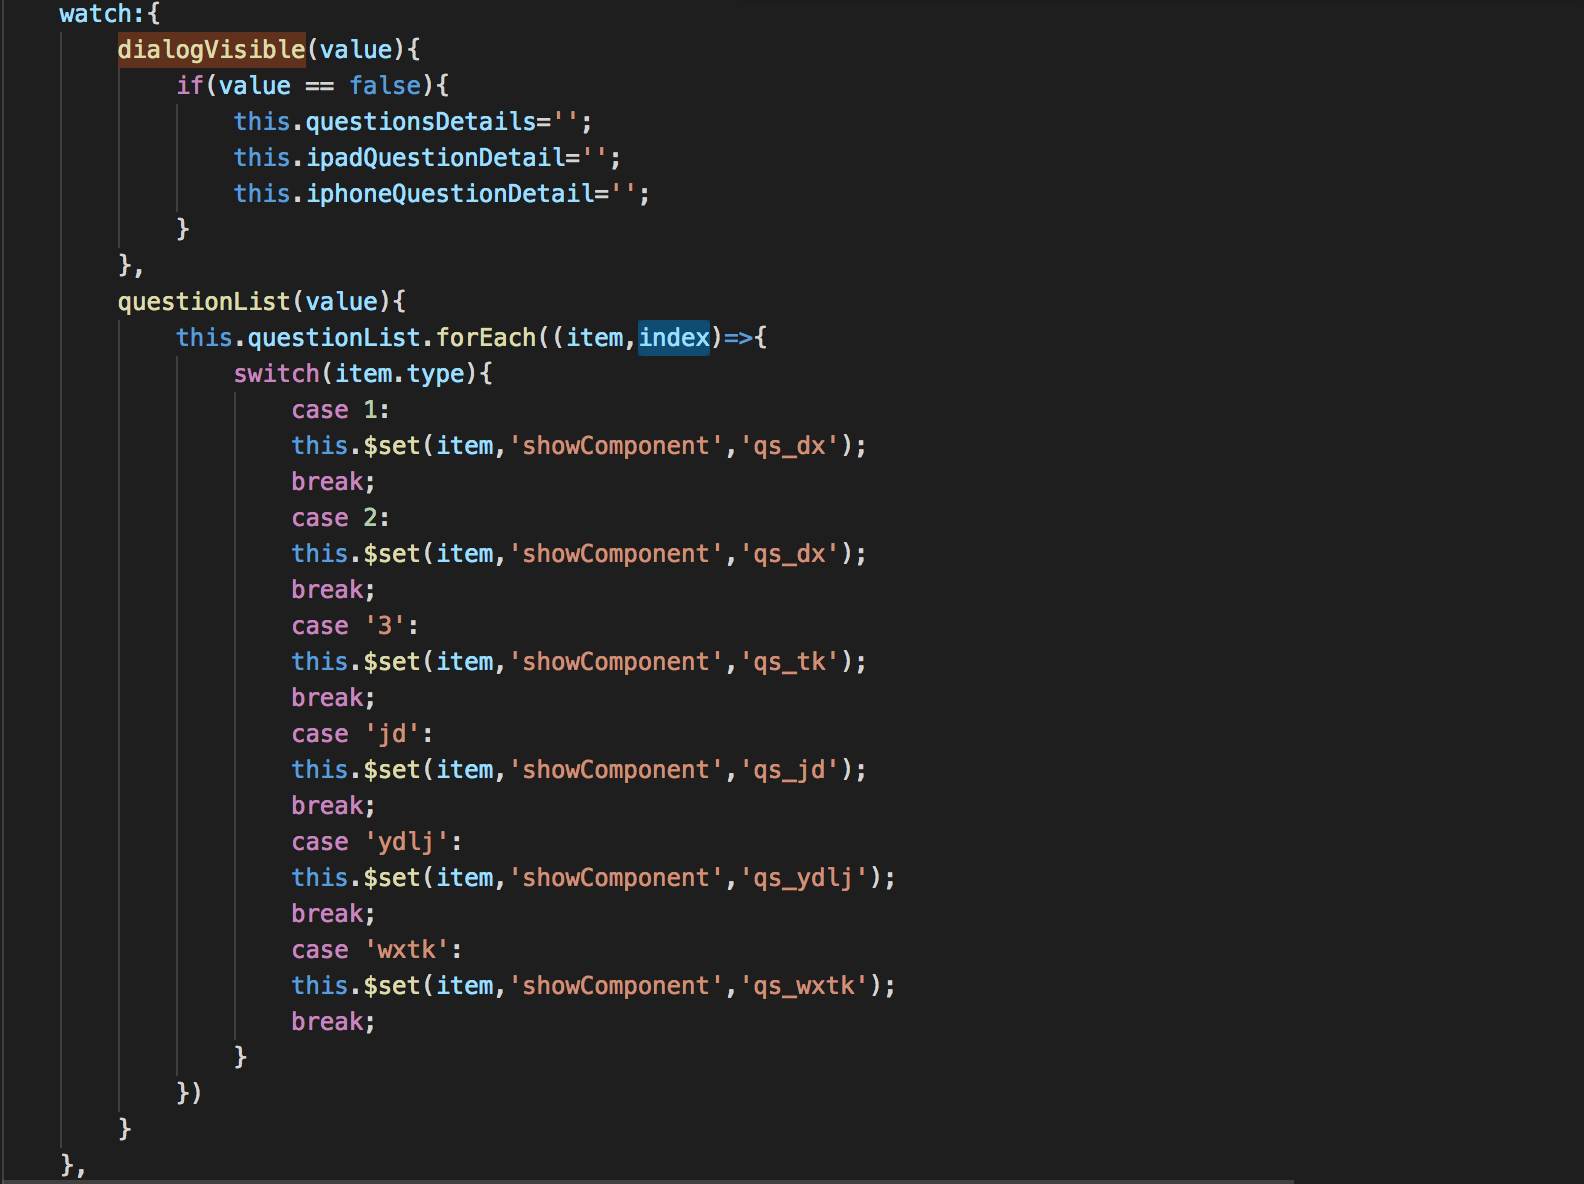 watch:{
dialogVisible(value){
if(value == false){
this.questionsDetails='';
this.ipadQuestionDetail='';
this.iphoneQuestionDetail='';
}
},
questionList(value){
this.questionList.forEach((item,index)=>{
switch(item.type){
case 1:
this.$set(item,'showComponent','qs_dx');
break;
case 2:
this.$set(item,'showComponent','qs_dx');
break;
case '3':
this.$set(item,'showComponent','qs_tk');
break;
case 'jd':
this.$set(item,'showComponent','qs_jd');
break;
case 'ydlj':
this.$set(item,'showComponent','qs_ydlj');
break;
case 'wxtk':
this.$set(item,'showComponent','qs_wxtk');
break;
}
})
}
},